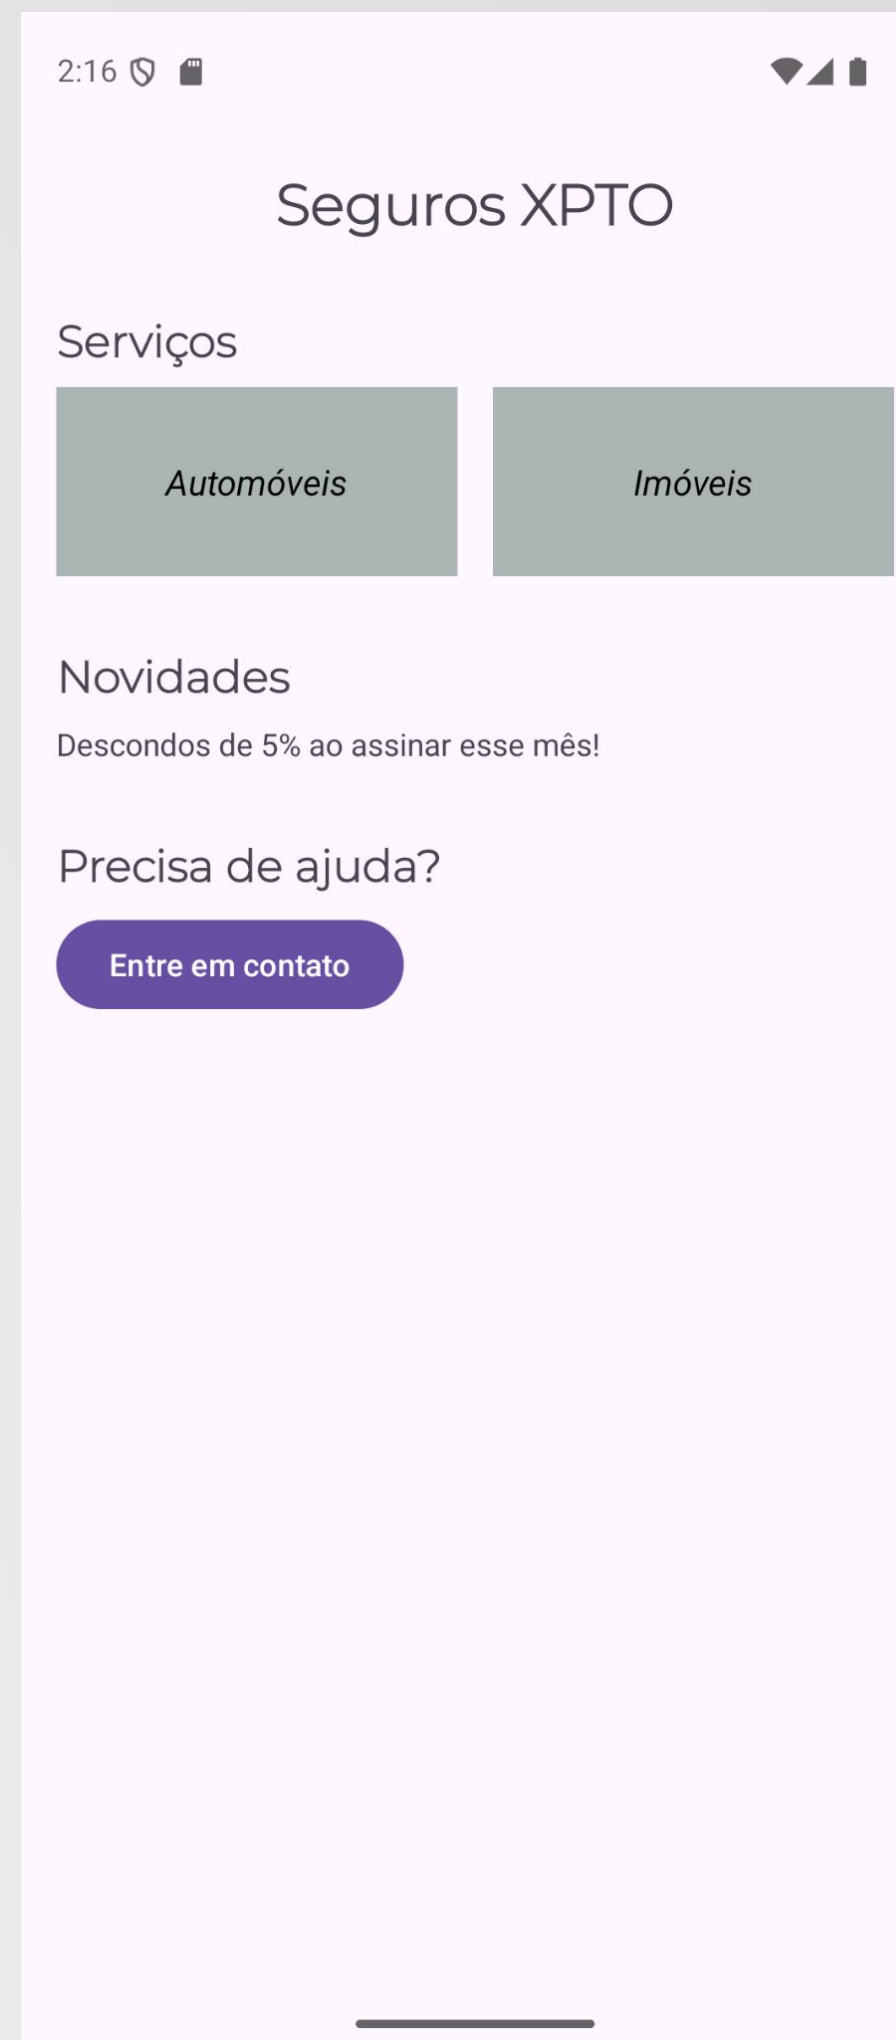 2:16
Seguros XPTO
Serviços
Automóveis Imóveis
Novidades
Descondos de 5% ao assinar esse mês!
Precisa de ajuda?
Entre em contato